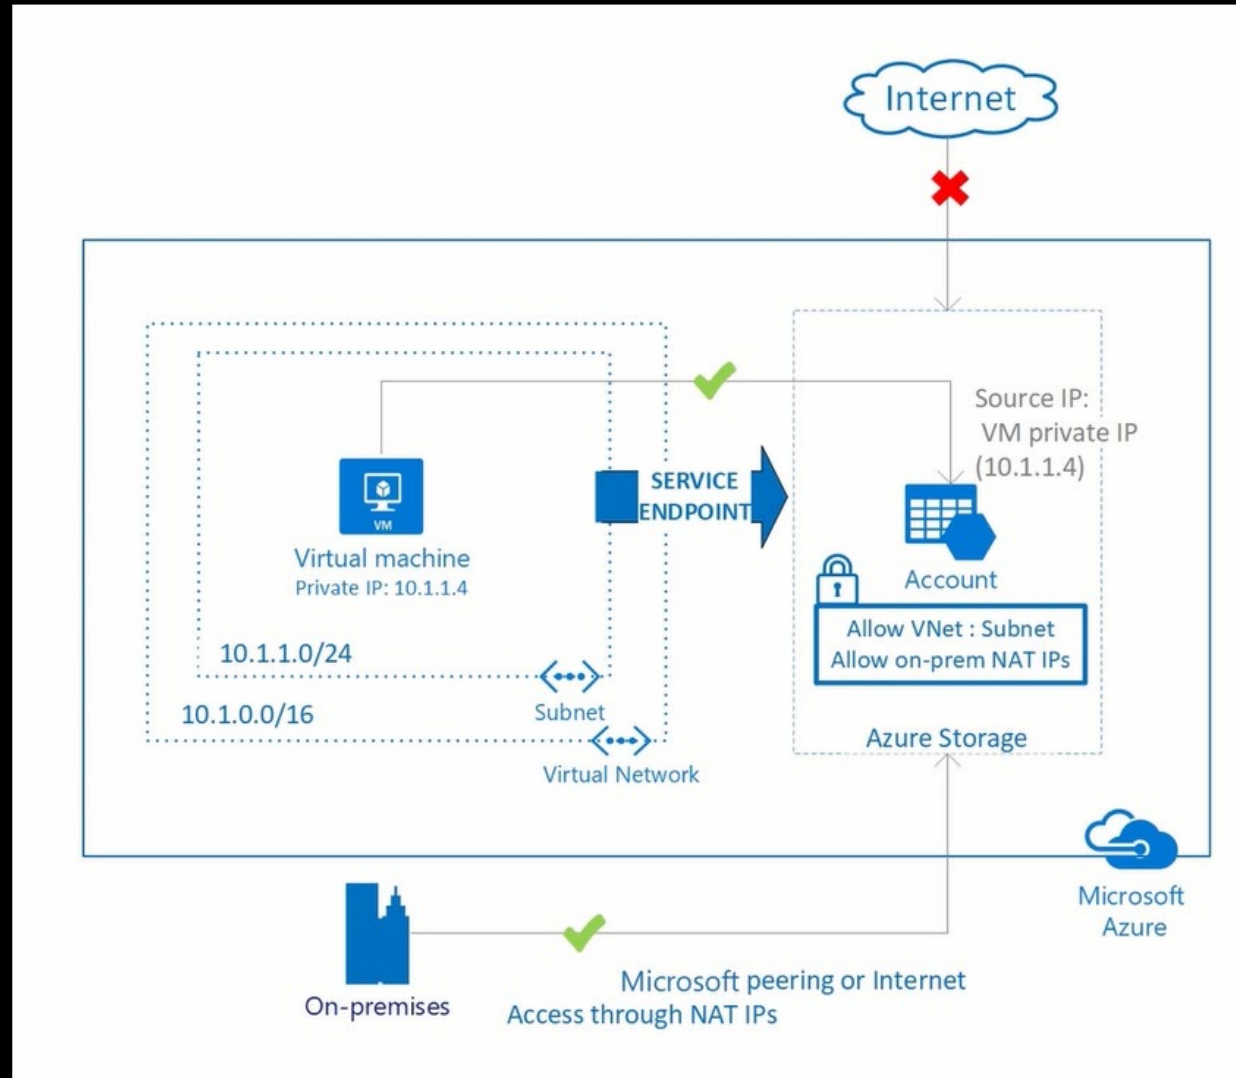 Internet
Source IP:
VM private IP
(10.1.1.4)
SERVICE
ENDPOINT
VM
Virtual machine
Private IP: 10.1.1.4
Account
Allow VNet : Subnet
Allow on-prem NAT IPs
10.1.1.0/24
Subnet
10.1.0.0/16
Virtual Network
Azure Storage
Microsoft
Azure
On-premises
Microsoft peering or Internet
Access through NAT IPs